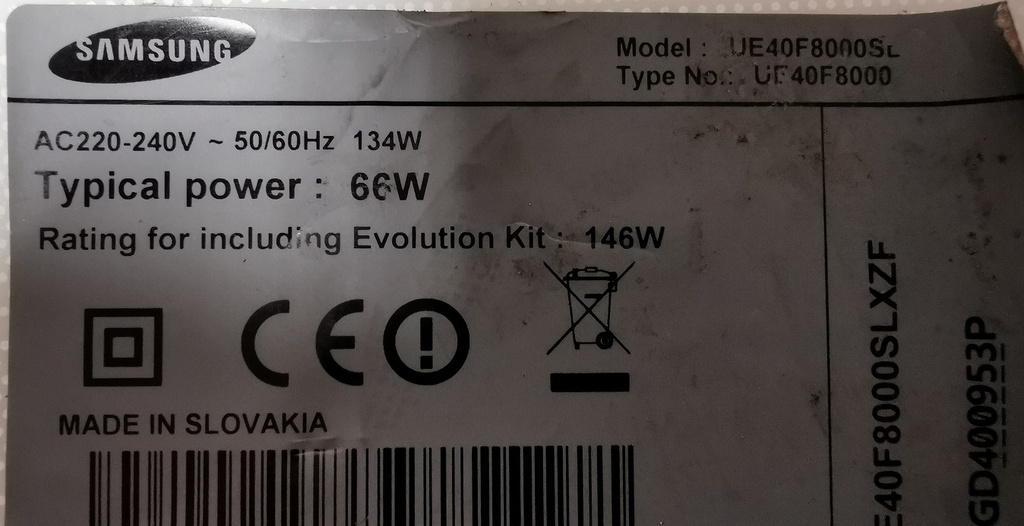 SAMSUNG
Model : UE40F8000SL
Type No.: UE40F8000
AC220-240V ~ 50/60Hz 134W
Typical power : 66W
Rating for including Evolution Kit : 146W
CE
MADE IN SLOVAKIA
E40F8000SLXZF
GD400953P